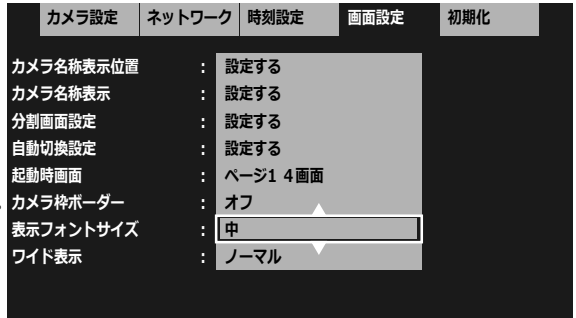 カメラ設定 ネットワーク 時刻設定 画面設定 初期化
カメラ名称表示位置 : 設定する
カメラ名称表示 : 設定する
分割画面設定 : 設定する
自動切換設定 : 設定する
起動時画面 : ページ1 4画面
カメラ枠ボーダー : オフ
表示フォントサイズ : 中
ワイド表示 : ノーマル